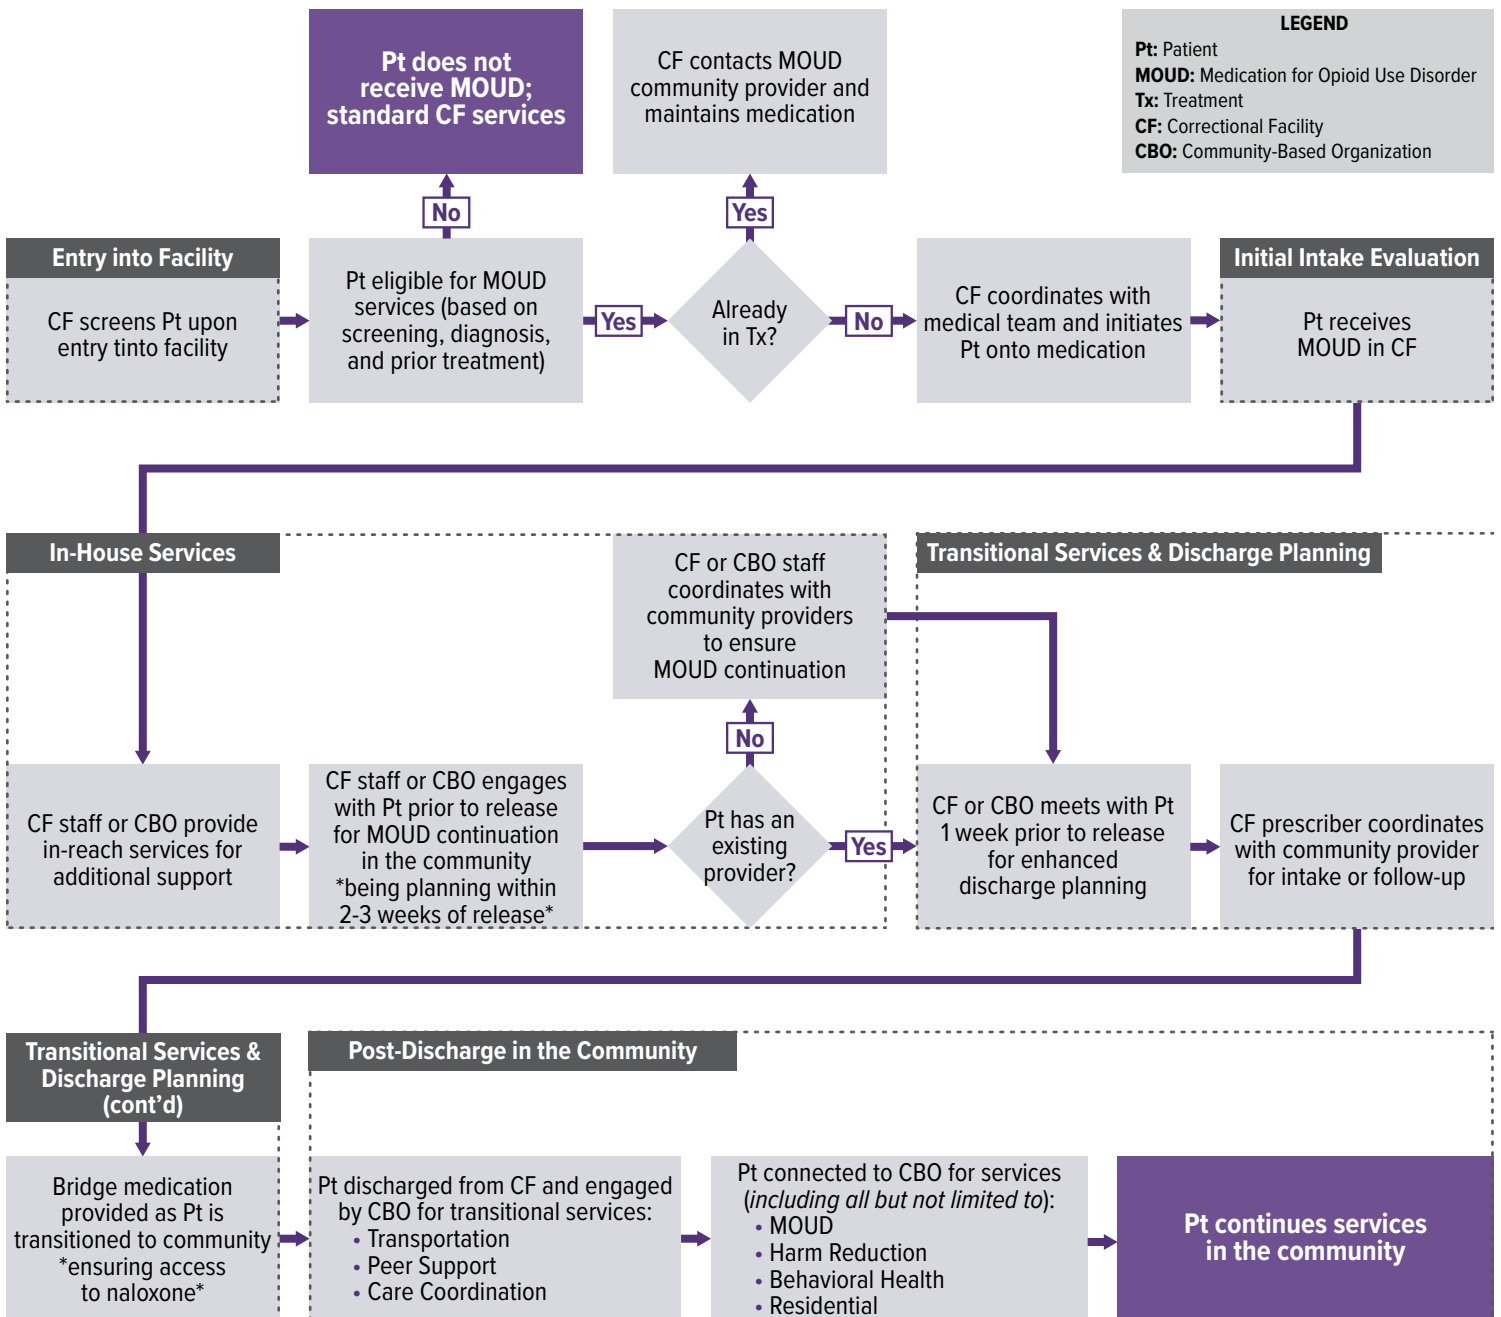 Pt does not
receive MOUD;
standard CF services
CF contacts MOUD
community provider and
maintains medication
LEGEND
Pt: Patient
MOUD: Medication for Opioid Use Disorder
Tx: Treatment
CF: Correctional Facility
CBO: Community-Based Organization
No
Yes
Entry into Facility
CF screens Pt upon
entry tinto facility
Pt eligible for MOUD
services (based on
screening, diagnosis,
and prior treatment)
Yes
Already
in Tx?
No
CF coordinates with
medical team and initiates
Pt onto medication
Initial Intake Evaluation
Pt receives
MOUD in CF
In-House Services
CF staff or CBO provide
in-reach services for
additional support
CF staff or CBO engages
with Pt prior to release
for MOUD continuation
in the community
*being planning within
2-3 weeks of release*
Pt has an
existing
provider?
No
CF or CBO staff
coordinates with
community providers
to ensure
MOUD continuation
Yes
Transitional Services & Discharge Planning
CF or CBO meets with Pt
1 week prior to release
for enhanced
discharge planning
CF prescriber coordinates
with community provider
for intake or follow-up
Transitional Services &
Discharge Planning
(cont'd)
Bridge medication
provided as Pt is
transitioned to community
*ensuring access
to naloxone*
Post-Discharge in the Community
Pt discharged from CF and engaged
by CBO for transitional services:
• Transportation
• Peer Support
• Care Coordination
Pt connected to CBO for services
(including all but not limited to):
• MOUD
• Harm Reduction
• Behavioral Health
• Residential
Pt continues services
in the community